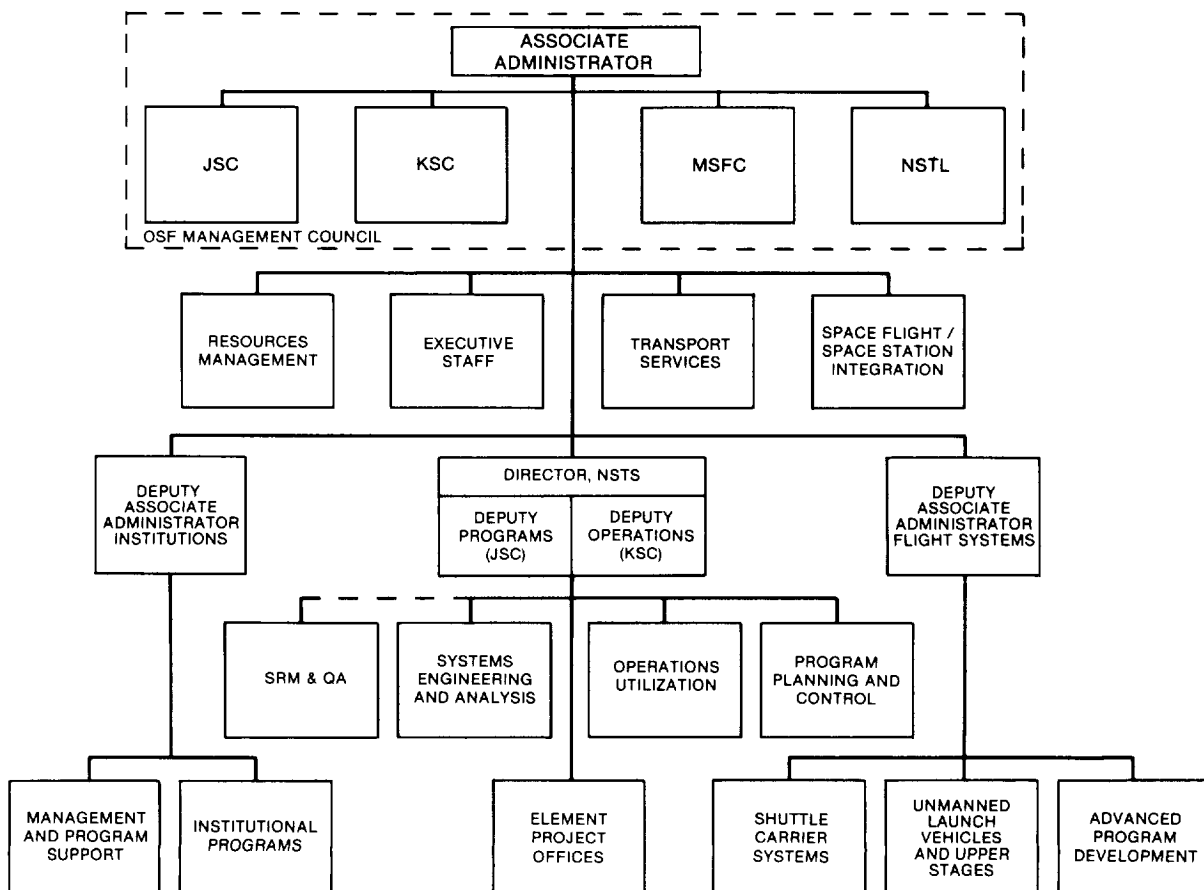 ASSOCIATE
ADMINISTRATOR
JSC
KSC
MSFC
NSTL
OSF MANAGEMENT COUNCIL
RESOURCES
MANAGEMENT
EXECUTIVE
STAFF
TRANSPORT
SERVICES
SPACE FLIGHT /
SPACE STATION
INTEGRATION
DEPUTY
ASSOCIATE
ADMINISTRATOR
INSTITUTIONS
DIRECTOR, NSTS
DEPUTY
PROGRAMS
(JSC)
DEPUTY
OPERATIONS
(KSC)
DEPUTY
ASSOCIATE
ADMINISTRATOR
FLIGHT SYSTEMS
SRM & QA
SYSTEMS
ENGINEERING
AND ANALYSIS
OPERATIONS
UTILIZATION
PROGRAM
PLANNING AND
CONTROL
MANAGEMENT
AND PROGRAM
SUPPORT
INSTITUTIONAL
PROGRAMS
ELEMENT
PROJECT
OFFICES
SHUTTLE
CARRIER
SYSTEMS
UNMANNED
LAUNCH
VEHICLES
AND UPPER
STAGES
ADVANCED
PROGRAM
DEVELOPMENT